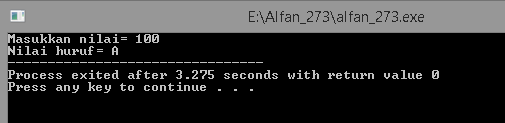 E:\Alfan_273\alfan_273.exe
Masukkan nilai= 100
Nilai huruf= A
--------------------------------
Process exited after 3.275 seconds with return value 0
Press any key to continue . . .